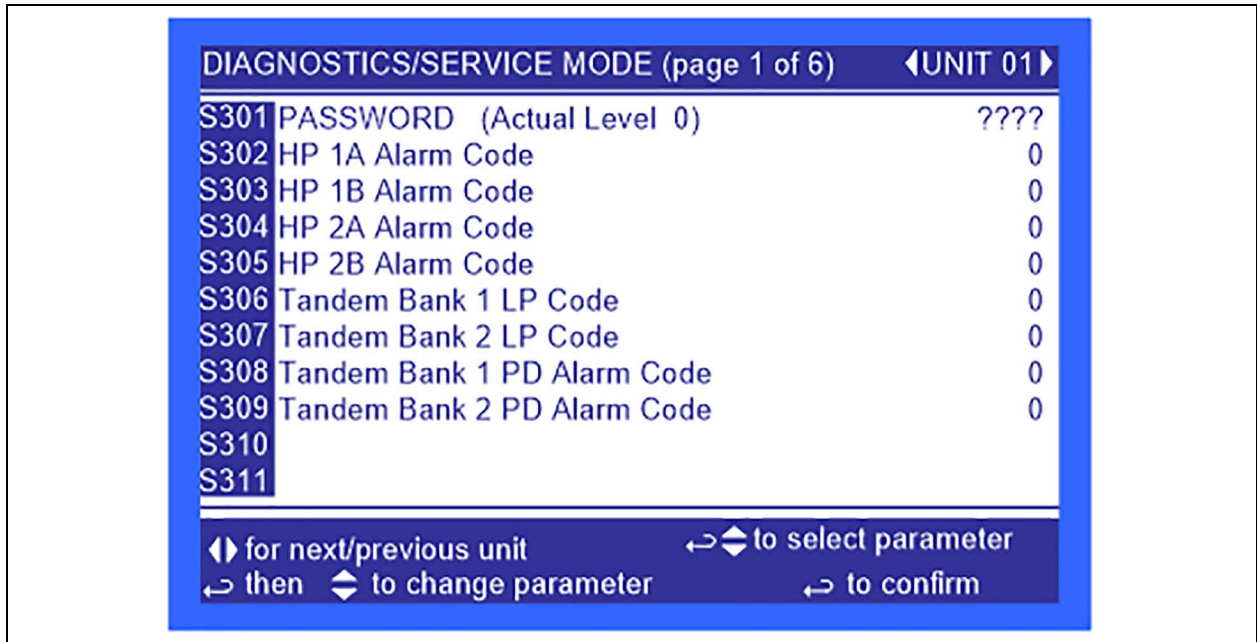 DIAGNOSTICS/SERVICE MODE (page 1 of 6) UNIT 01
S301 PASSWORD (Actual Level 0) ????
S302 HP 1A Alarm Code 0
S303 HP 1B Alarm Code 0
S304 HP 2A Alarm Code 0
S305 HP 2B Alarm Code 0
S306 Tandem Bank 1 LP Code 0
S307 Tandem Bank 2 LP Code 0
S308 Tandem Bank 1 PD Alarm Code 0
S309 Tandem Bank 2 PD Alarm Code 0
S310
S311
for next/previous unit to select parameter
then to change parameter to confirm